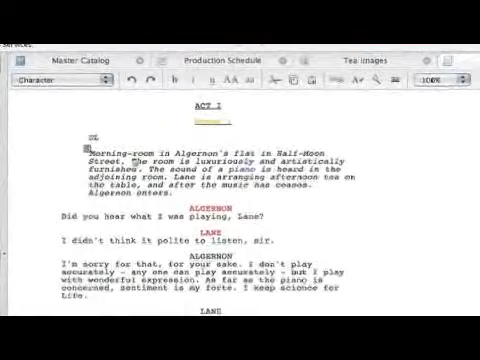 Services
Master Catalog
Production Schedule
Tea images
Character
b i u AA aa
100%
ACT I
Morning-room in Algernon's flat in Half-Moon
Street, The room is luxuriously and artistically
furnished. The sound of a piano is heard in the
adjoining room. Lane is arranging afternoon tea on
the table, and after the music has ceased,
Algernon enters.
ALGERNON
Did you hear what I was playing, Lane?
LANE
I didn't think it polite to listen, sir.
ALGERNON
I'm sorry for that, for your sake. I don't play
accurately - any one can play accurately - but I play
with wonderful expression. As far as the piano is
concerned, sentiment is my forte. I keep science for
Life.
LANE